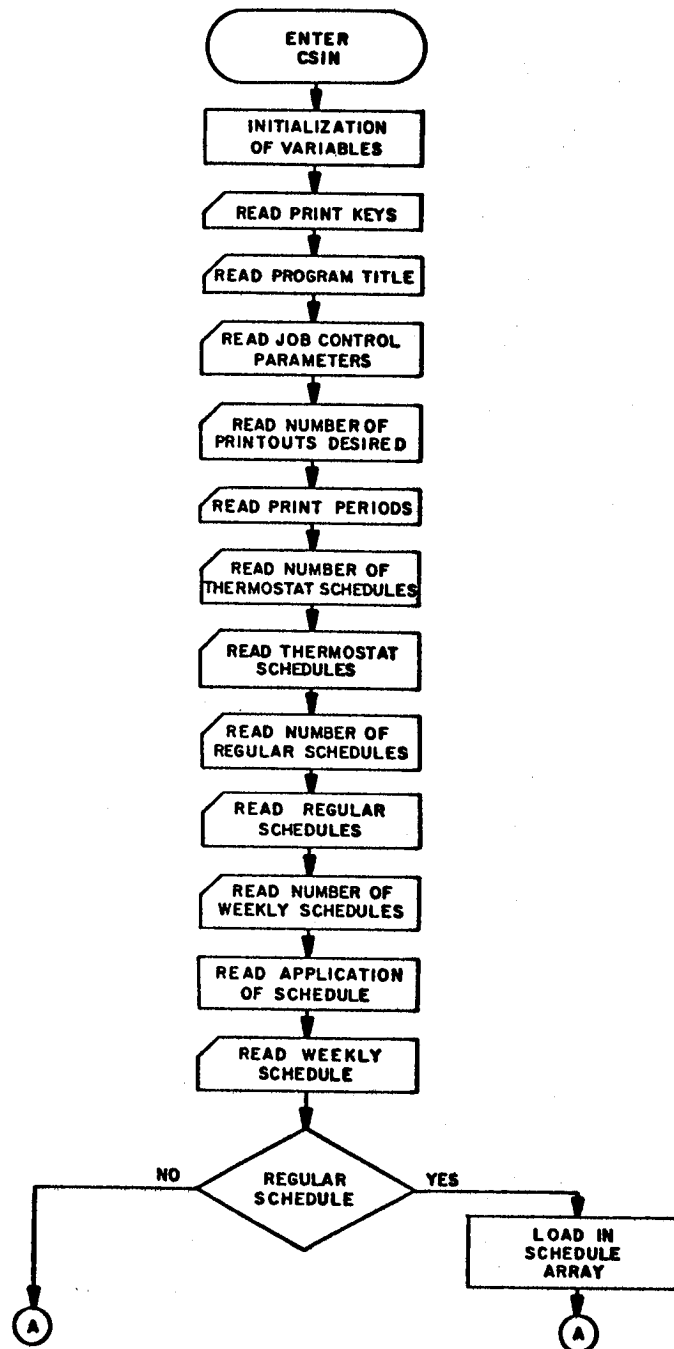 ENTER
CSIN
INITIALIZATION
OF VARIABLES
READ PRINT KEYS
READ PROGRAM TITLE
READ JOB CONTROL
PARAMETERS
READ NUMBER OF
PRINTOUTS DESIRED
READ PRINT PERIODS
READ NUMBER OF
THERMOSTAT SCHEDULES
READ THERMOSTAT
SCHEDULES
READ NUMBER OF
REGULAR SCHEDULES
READ REGULAR
SCHEDULES
READ NUMBER OF
WEEKLY SCHEDULES
READ APPLICATION
OF SCHEDULE
READ WEEKLY
SCHEDULE
NO
REGULAR
SCHEDULE
YES
LOAD IN
SCHEDULE
ARRAY
A
A